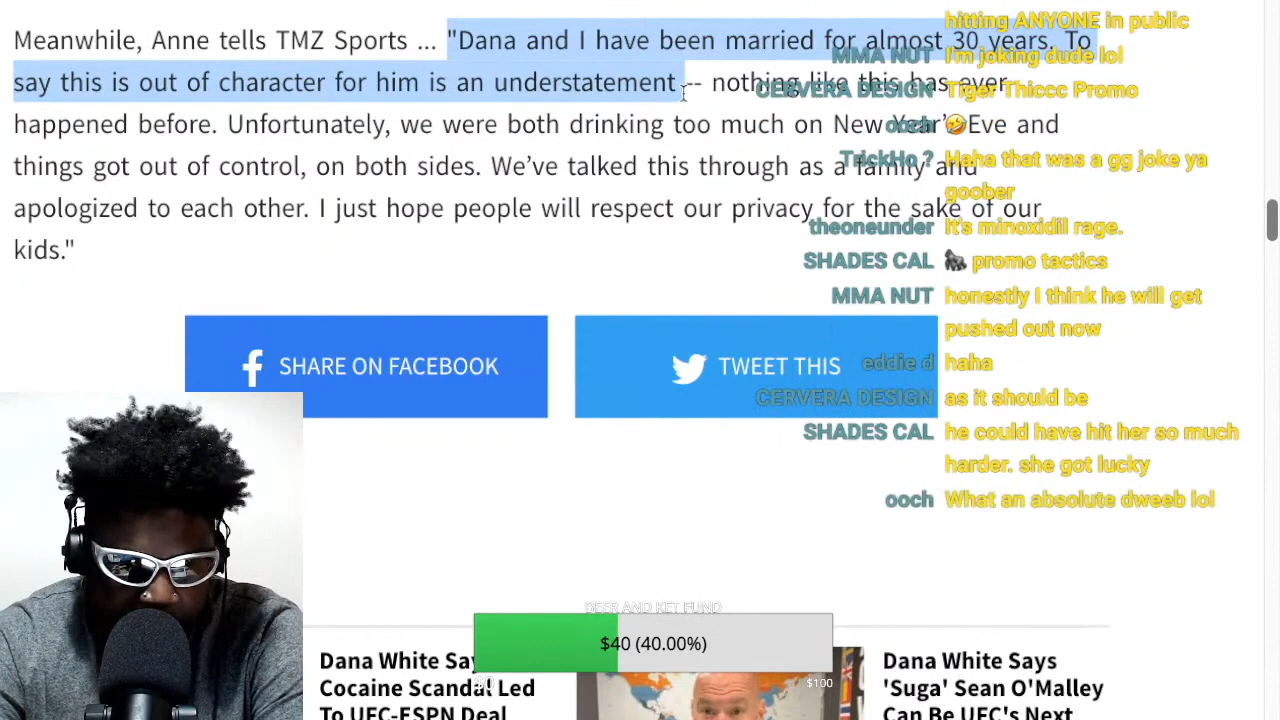 Meanwhile, Anne tells TMZ Sports ... "Dana and I have been married for almost 30 years. To
say this is out of character for him is an understatement -- nothing like this has ever
happened before. Unfortunately, we were both drinking too much on New Year's Eve and
things got out of control, on both sides. We've talked this through as a family and
apologized to each other. I just hope people will respect our privacy for the sake of our
kids."
SHARE ON FACEBOOK
TWEET THIS
hitting ANYONE in public
MMA NUT I'm joking dude lol
CERVERA DESIGN Tiger Thiccc Promo
ooch 🤣
TrickHo ? Haha that was a gg joke ya
goober
theoneunder It's minoxidil rage.
SHADES CAL 🦍 promo tactics
MMA NUT honestly I think he will get
pushed out now
eddie d haha
CERVERA DESIGN as it should be
SHADES CAL he could have hit her so much
harder. she got lucky
ooch What an absolute dweeb lol
BEER AND KET FUND
$40 (40.00%)
$0
$100
Dana White Say
Cocaine Scandal Led
To UFC-ESPN Deal
Dana White Says
'Suga' Sean O'Malley
Can Be UFC's Next